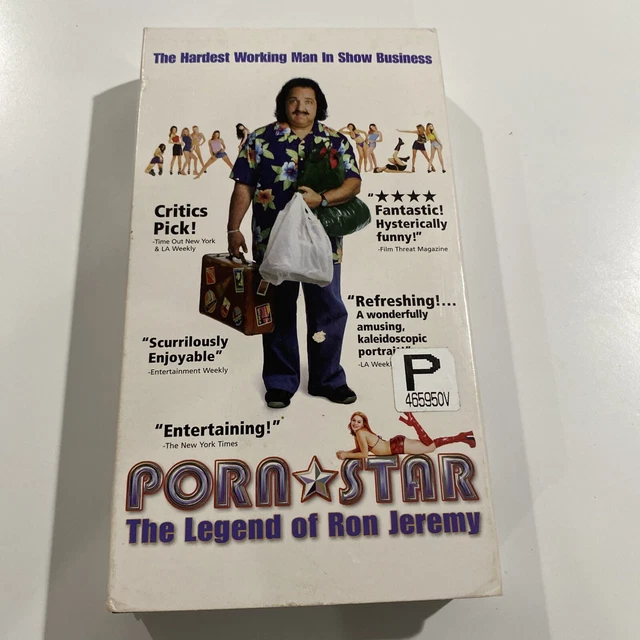 The Hardest Working Man In Show Business
Critics
Pick!
-Time Out New York
& LA Weekly
"★★★★
Fantastic!
Hysterically
funny!"
-Film Threat Magazine
"Refreshing!...
A wonderfully
amusing,
kaleidoscopic
-LA
"Scurrilously
Enjoyable"
-Entertainment Weekly
P
465950V
"Entertaining!"
-The New York Times
PORN★STAR
The Legend of Ron Jeremy